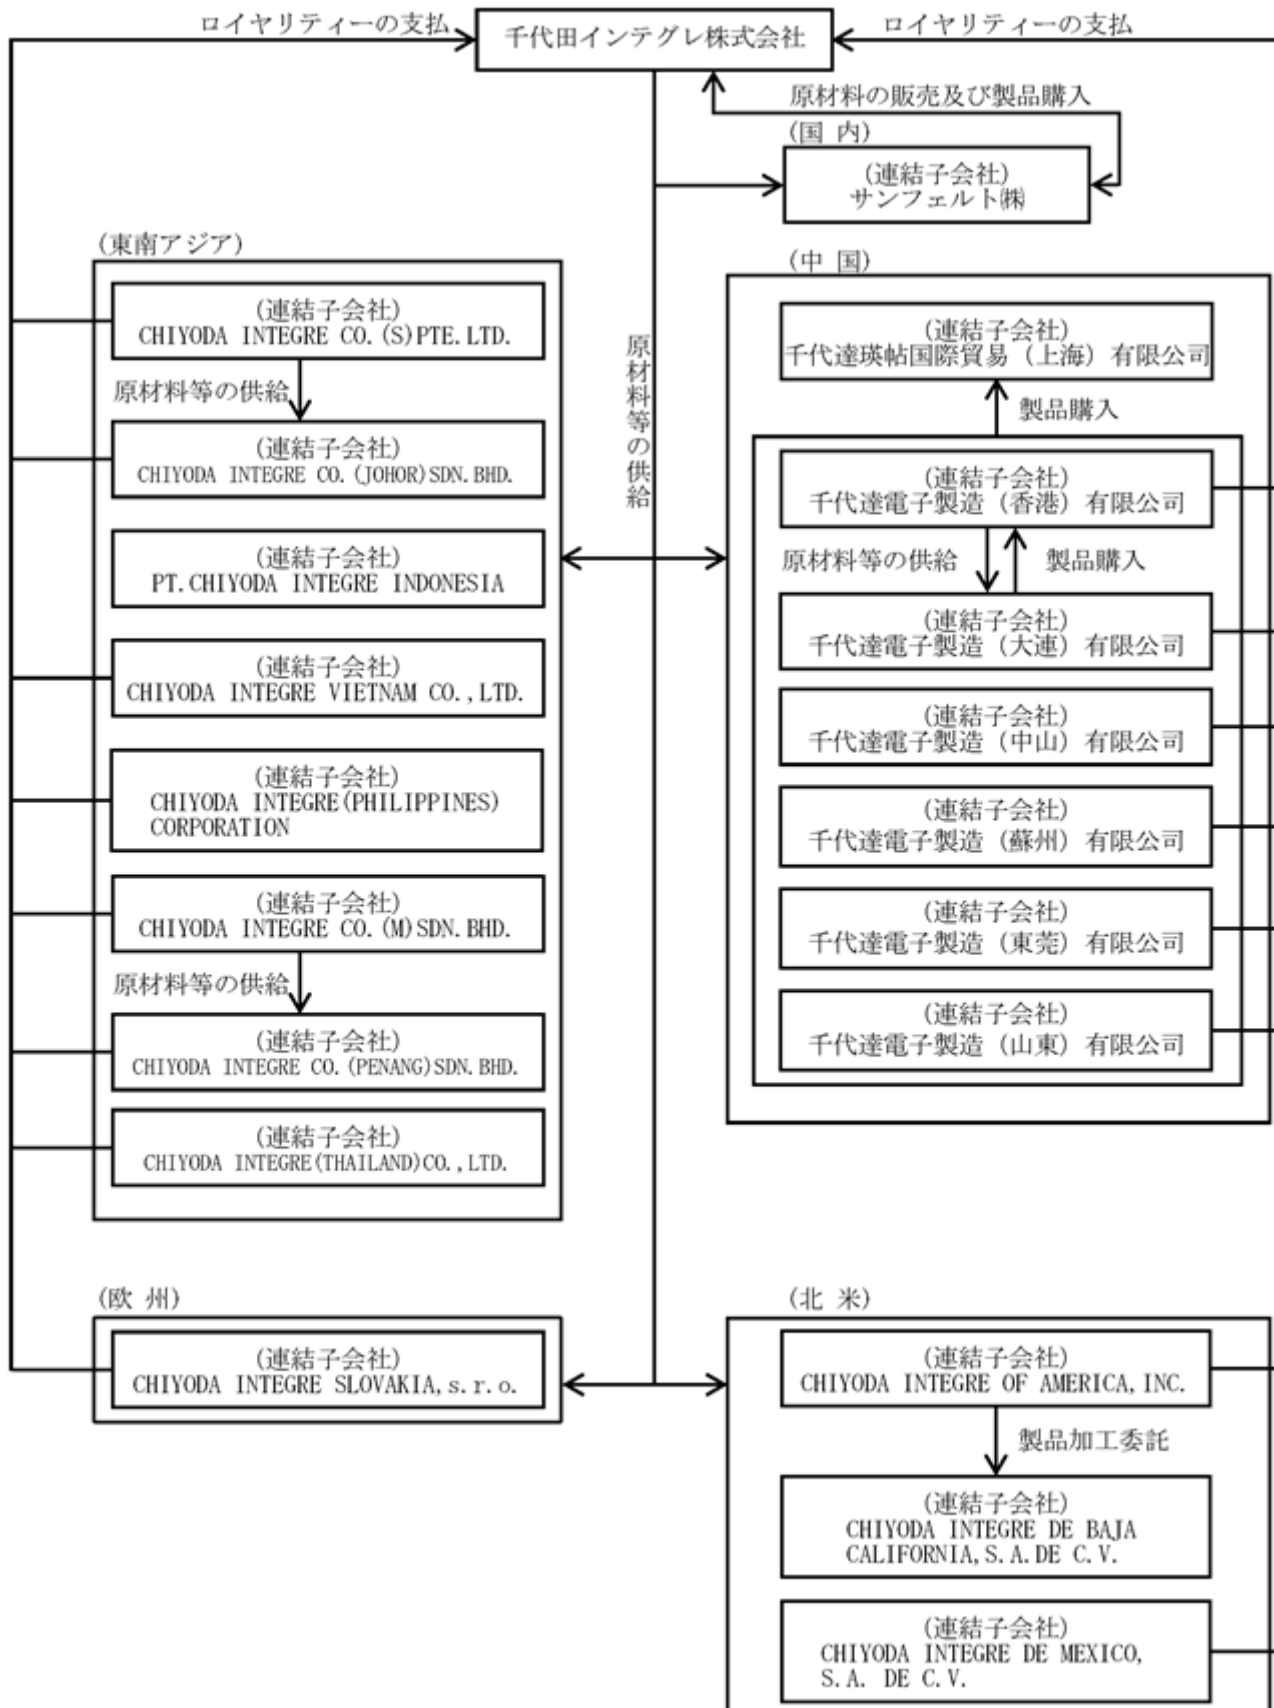 ロイヤリティーの支払
千代田インテグレ株式会社
ロイヤリティーの支払
原材料の販売及び製品購入
(国 内)
(連結子会社)
サンフェルト㈱
原材料等の供給
(東南アジア)
(連結子会社)
CHIYODA INTEGRE CO.(S)PTE.LTD.
原材料等の供給
(連結子会社)
CHIYODA INTEGRE CO.(JOHOR)SDN.BHD.
(連結子会社)
PT.CHIYODA INTEGRE INDONESIA
(連結子会社)
CHIYODA INTEGRE VIETNAM CO.,LTD.
(連結子会社)
CHIYODA INTEGRE(PHILIPPINES)
CORPORATION
(連結子会社)
CHIYODA INTEGRE CO.(M)SDN.BHD.
原材料等の供給
(連結子会社)
CHIYODA INTEGRE CO.(PENANG)SDN.BHD.
(連結子会社)
CHIYODA INTEGRE(THAILAND)CO.,LTD.
(中 国)
(連結子会社)
千代達瑛帖国際貿易（上海）有限公司
製品購入
(連結子会社)
千代達電子製造（香港）有限公司
原材料等の供給
製品購入
(連結子会社)
千代達電子製造（大連）有限公司
(連結子会社)
千代達電子製造（中山）有限公司
(連結子会社)
千代達電子製造（蘇州）有限公司
(連結子会社)
千代達電子製造（東莞）有限公司
(連結子会社)
千代達電子製造（山東）有限公司
(欧 州)
(連結子会社)
CHIYODA INTEGRE SLOVAKIA,s.r.o.
(北 米)
(連結子会社)
CHIYODA INTEGRE OF AMERICA,INC.
製品加工委託
(連結子会社)
CHIYODA INTEGRE DE BAJA
CALIFORNIA,S.A.DE C.V.
(連結子会社)
CHIYODA INTEGRE DE MEXICO,
S.A. DE C.V.